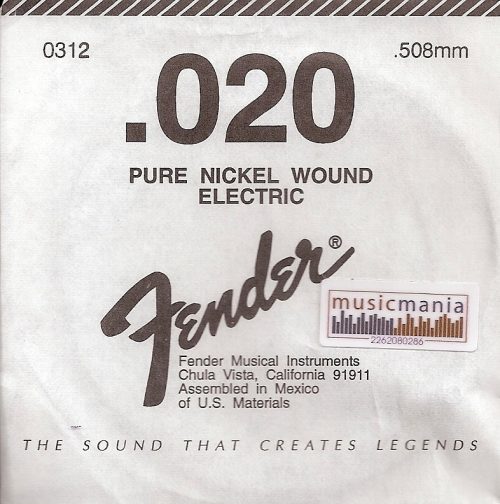 0312 .508mm
.020
PURE NICKEL WOUND
ELECTRIC
Fender®
musicmania
2262080286
Fender Musical Instruments
Chula Vista, California 91911
Assembled in Mexico
of U.S. Materials
THE SOUND THAT CREATES LEGENDS